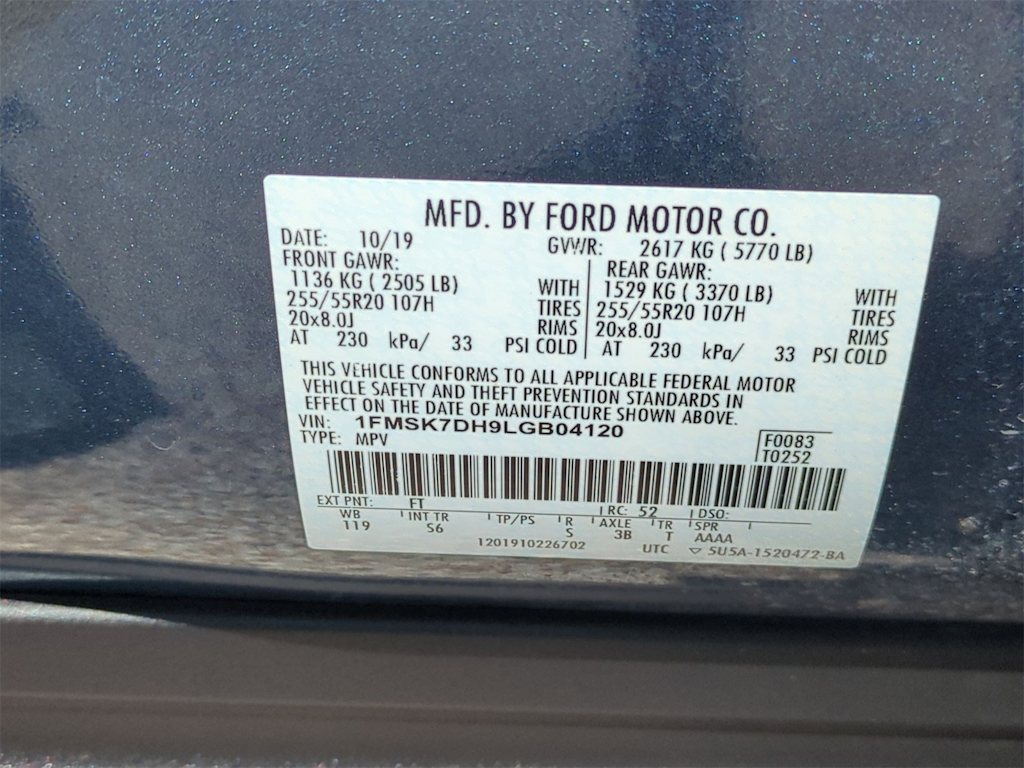 MFD. BY FORD MOTOR CO.
DATE: 10/19 GVWR: 2617 KG ( 5770 LB)
FRONT GAWR: REAR GAWR:
1136 KG ( 2505 LB) WITH 1529 KG ( 3370 LB) WITH
255/55R20 107H TIRES 255/55R20 107H TIRES
20x8.0J RIMS 20x8.0J RIMS
AT 230 kPa/ 33 PSI COLD AT 230 kPa/ 33 PSI COLD
THIS VEHICLE CONFORMS TO ALL APPLICABLE FEDERAL MOTOR
VEHICLE SAFETY AND THEFT PREVENTION STANDARDS IN
EFFECT ON THE DATE OF MANUFACTURE SHOWN ABOVE.
VIN: 1FMSK7DH9LGB04120
TYPE: MPV F0083
T0252
EXT PNT: FT RC: 52 DSO:
WB INT TR TP/PS R AXLE TR SPR
119 S6 S 3B T AAAA
1201910226702 UTC ▽ 5U5A-1520472-BA